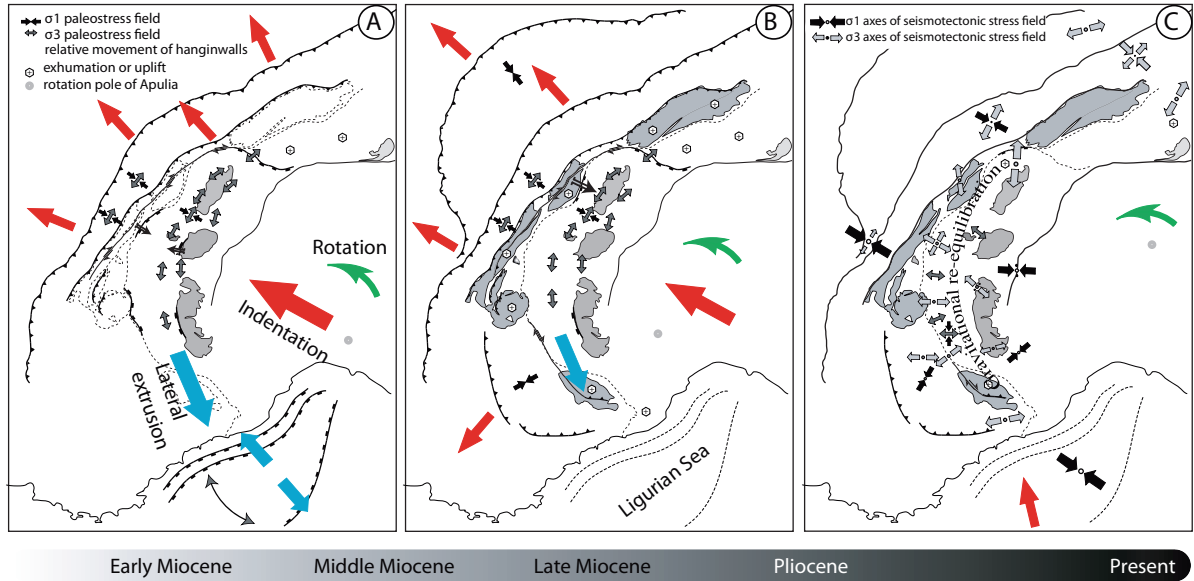 A
σ1 paleostress field
σ3 paleostress field
relative movement of hanginwalls
exhumation or uplift
rotation pole of Apulia
Rotation
Indentation
Lateral
extrusion
B
Ligurian Sea
C
σ1 axes of seismotectonic stress field
σ3 axes of seismotectonic stress field
Gravitational re-equilibration
Early Miocene
Middle Miocene
Late Miocene
Pliocene
Present